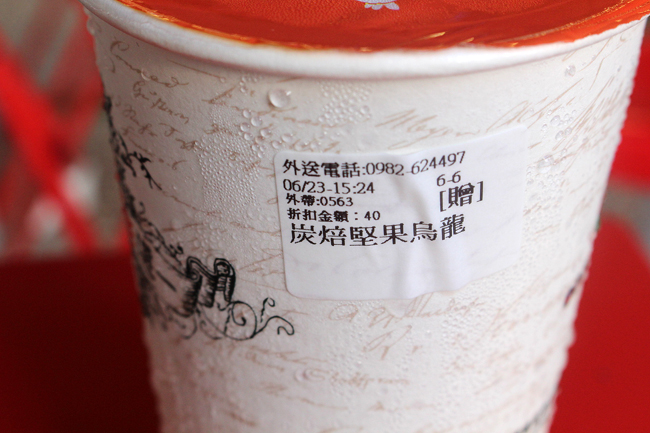 外送電話:0982-624497
06/23-15:24 6-6
外帶:0563 [贈]
折扣金額：40
炭焙堅果烏龍